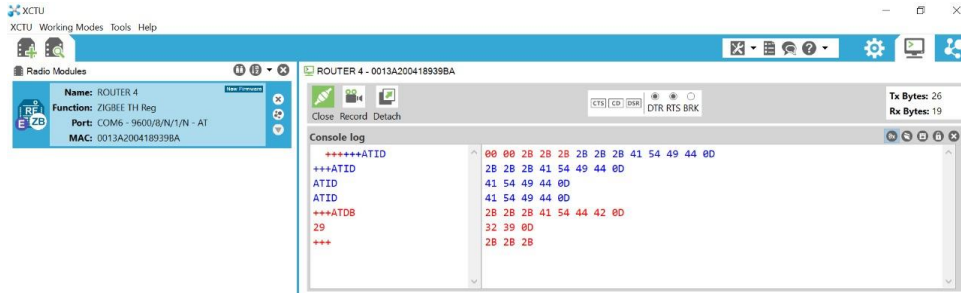 XCTU
XCTU Working Modes Tools Help
Radio Modules
ROUTER 4 - 0013A200418939BA
Name: ROUTER 4
New Firmware
Function: ZIGBEE TH Reg
Port: COM6 - 9600/8/N/1/N - AT
MAC: 0013A200418939BA
RF
E ZB
Close Record Detach
CTS CD DSR DTR RTS BRK
Tx Bytes: 26
Rx Bytes: 19
Console log
++++++ATID 00 00 2B 2B 2B 2B 2B 2B 41 54 49 44 0D
+++ATID 2B 2B 2B 41 54 49 44 0D
ATID 41 54 49 44 0D
ATID 41 54 49 44 0D
+++ATDB 2B 2B 2B 41 54 44 42 0D
29 32 39 0D
+++ 2B 2B 2B